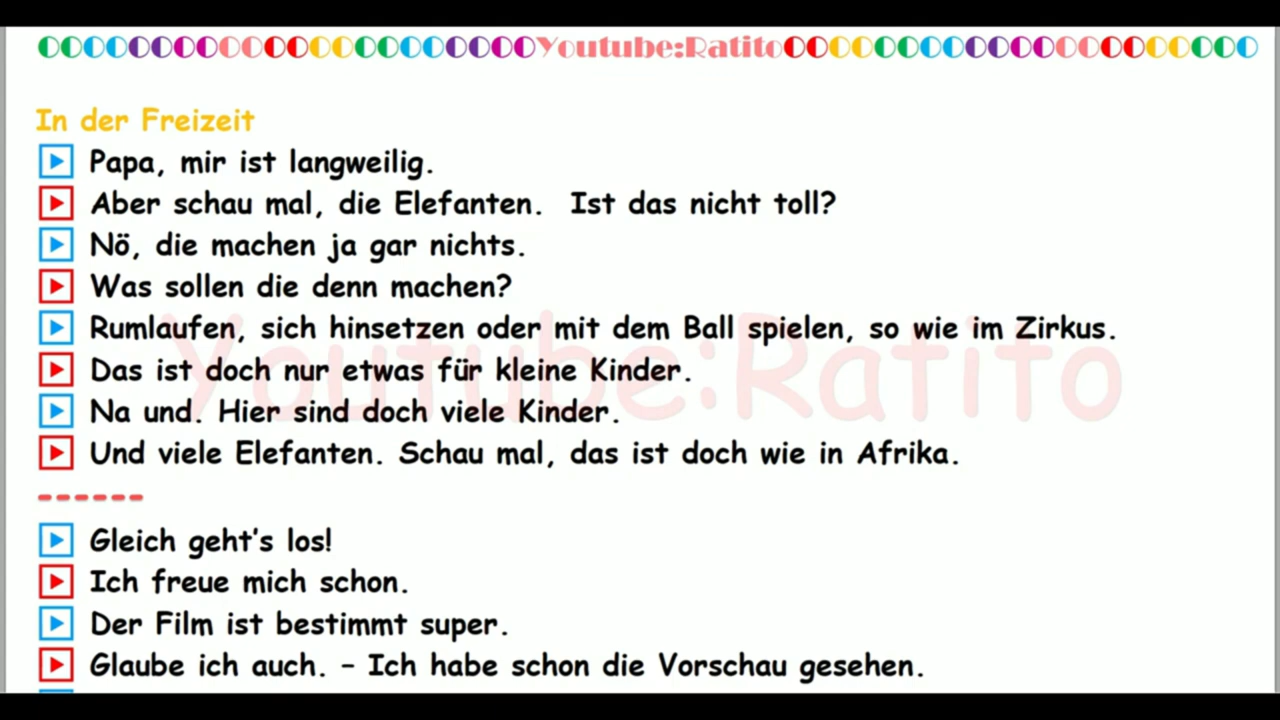 Youtube:Ratito
In der Freizeit
Papa, mir ist langweilig.
Aber schau mal, die Elefanten. Ist das nicht toll?
Nö, die machen ja gar nichts.
Was sollen die denn machen?
Rumlaufen, sich hinsetzen oder mit dem Ball spielen, so wie im Zirkus.
Das ist doch nur etwas für kleine Kinder.
Youtube:Ratito
Na und. Hier sind doch viele Kinder.
Und viele Elefanten. Schau mal, das ist doch wie in Afrika.
------
Gleich geht's los!
Ich freue mich schon.
Der Film ist bestimmt super.
Glaube ich auch. – Ich habe schon die Vorschau gesehen.